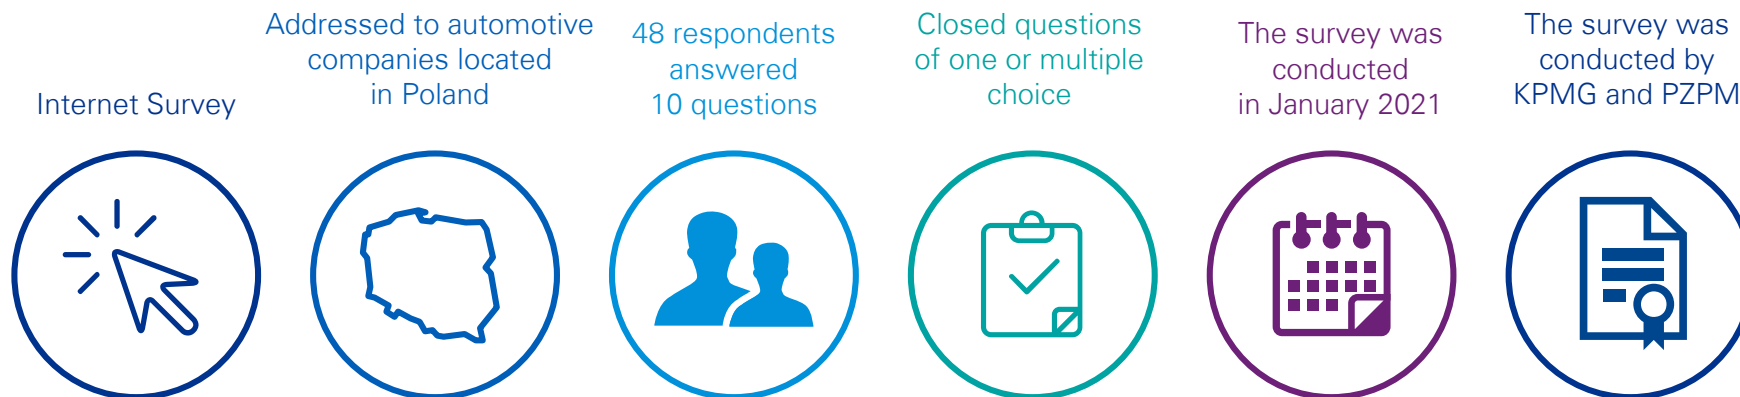 Internet Survey
Addressed to automotive
companies located
in Poland
48 respondents
answered
10 questions
Closed questions
of one or multiple
choice
The survey was
conducted
in January 2021
The survey was
conducted by
KPMG and PZPM